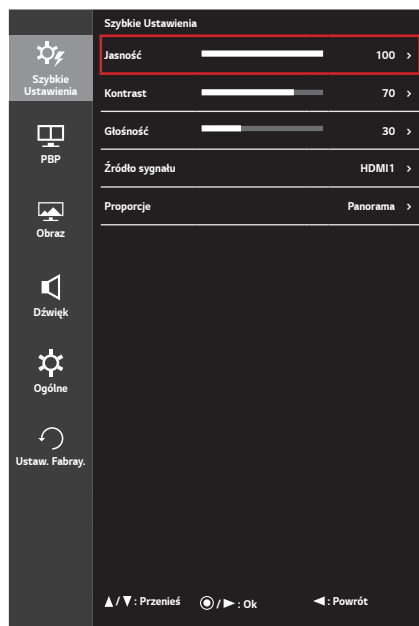 Szybkie Ustawienia
Szybkie
Ustawienia
PBP
Obraz
Dźwięk
Ogólne
Ustaw. Fabray.
Jasność 100 >
Kontrast 70 >
Głośność 30 >
Źródło sygnału HDMI1 >
Proporcje Panorama >
▲/▼: Przenieś ◉/►: Ok ◄: Powrót